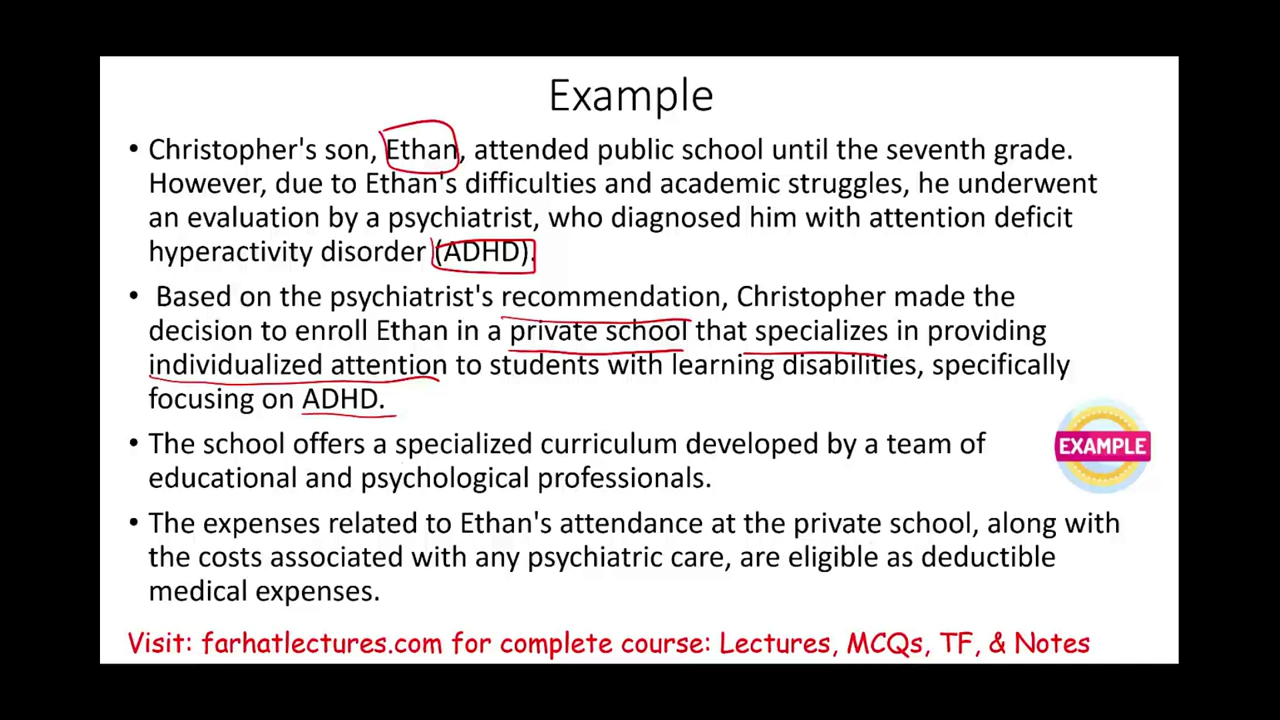 Example
• Christopher's son, Ethan, attended public school until the seventh grade.
However, due to Ethan's difficulties and academic struggles, he underwent
an evaluation by a psychiatrist, who diagnosed him with attention deficit
hyperactivity disorder (ADHD).
• Based on the psychiatrist's recommendation, Christopher made the
decision to enroll Ethan in a private school that specializes in providing
individualized attention to students with learning disabilities, specifically
focusing on ADHD.
• The school offers a specialized curriculum developed by a team of
educational and psychological professionals.
EXAMPLE
• The expenses related to Ethan's attendance at the private school, along with
the costs associated with any psychiatric care, are eligible as deductible
medical expenses.
Visit: farhatlectures.com for complete course: Lectures, MCQs, TF, & Notes